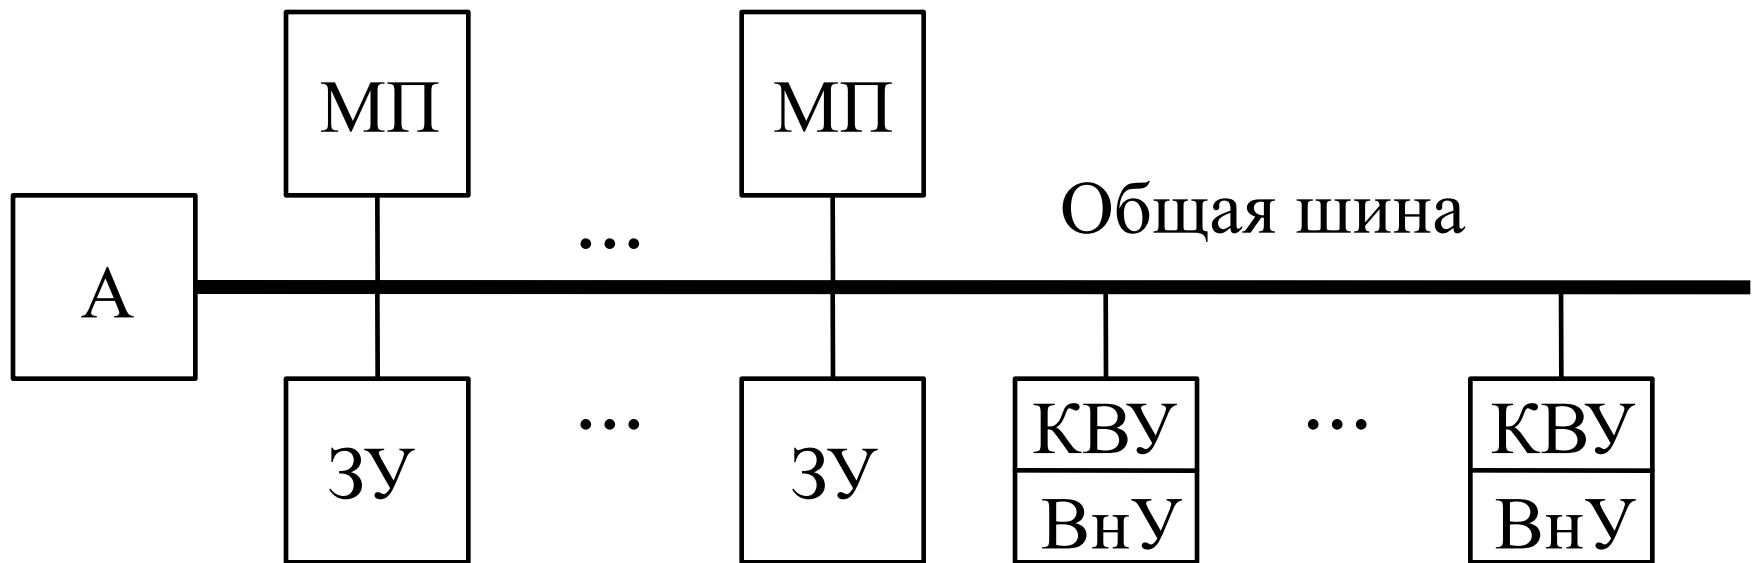 МП
МП
Общая шина
А
...
...
ЗУ
ЗУ
КВУ
ВнУ
...
КВУ
ВнУ